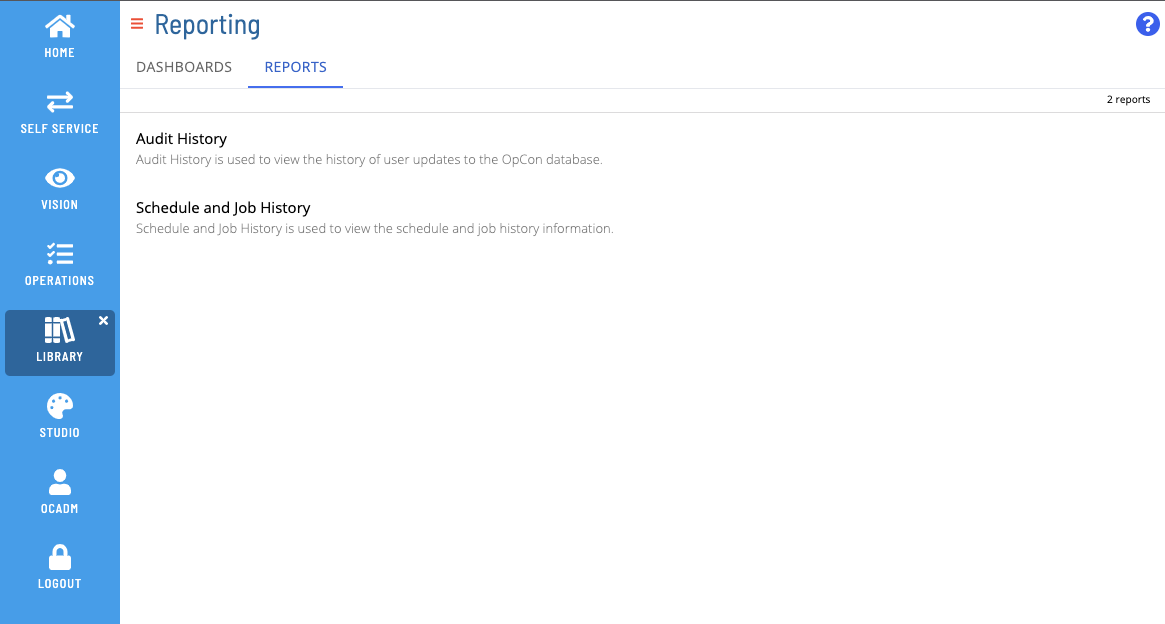 HOME
SELF SERVICE
VISION
OPERATIONS
LIBRARY
STUDIO
OCADM
LOGOUT
Reporting
?
DASHBOARDS REPORTS
2 reports
Audit History
Audit History is used to view the history of user updates to the OpCon database.
Schedule and Job History
Schedule and Job History is used to view the schedule and job history information.